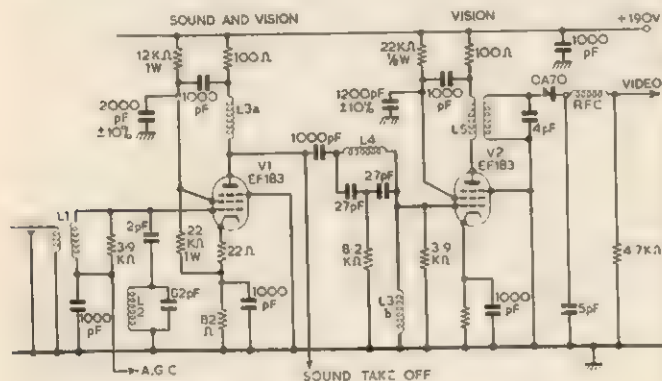 SOUND AND VISION
VISION
+190V
12KΩ
1W
100Ω
22KΩ
½W
100Ω
1000
pF
1000
pF
2000
pF
±10%
L3a
1200pF
±10%
1000
pF
OA70
RFC
VIDEO
L5
4pF
1000pF
L4
V1
EF183
V2
EF183
27pF
27pF
L1
3·9
KΩ
2pF
22
KΩ
1W
22Ω
8·2
KΩ
3·9
KΩ
4·7KΩ
L2
62pF
1000
pF
82
Ω
1000
pF
L3
b
1000
pF
5pF
A.G.C
SOUND TAKE OFF